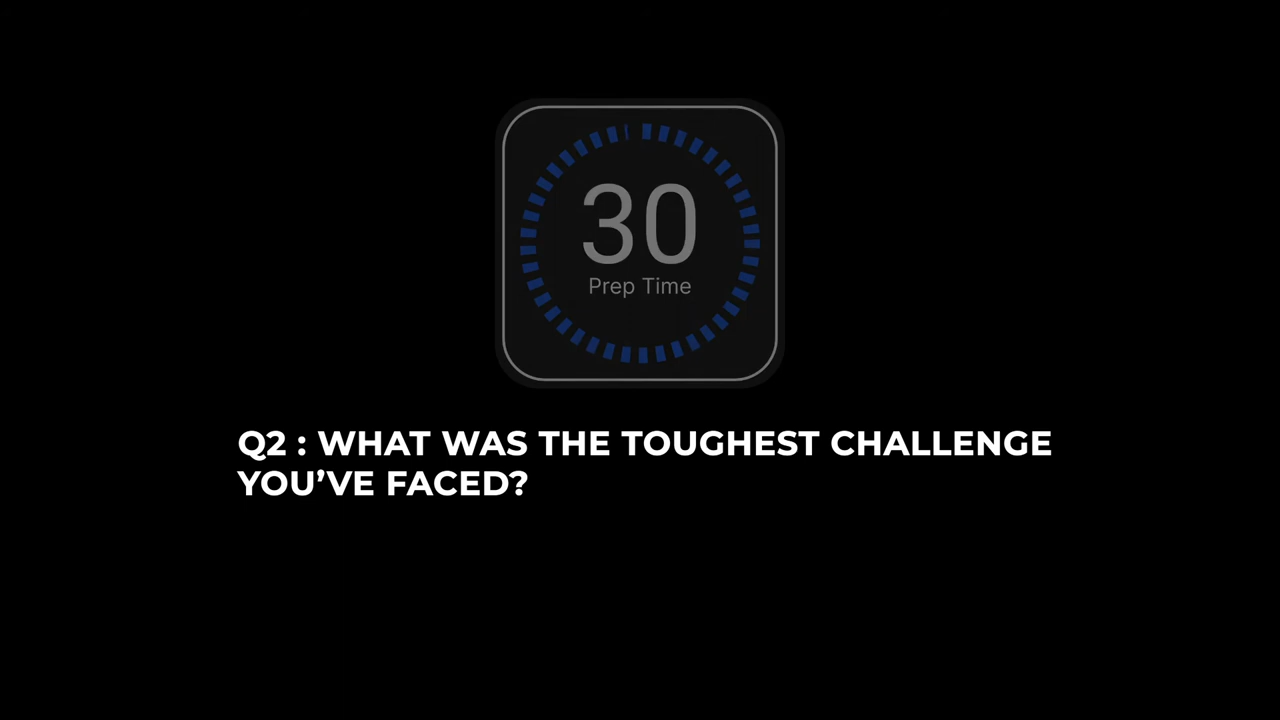 30
Prep Time
Q2 : WHAT WAS THE TOUGHEST CHALLENGE
YOU’VE FACED?